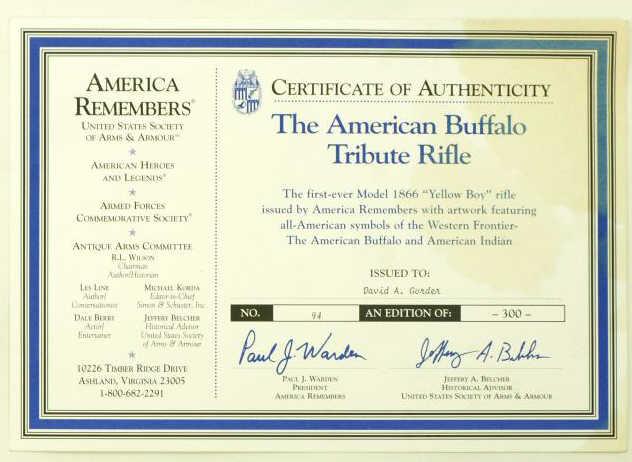 AMERICA
REMEMBERS®
UNITED STATES SOCIETY
OF ARMS & ARMOUR™
AMERICAN HEROES
AND LEGENDS®
ARMED FORCES
COMMEMORATIVE SOCIETY®
ANTIQUE ARMS COMMITTEE
R.L. WILSON
Chairman
Author/Historian
LES LINE
Author/
Conservationist
MICHAEL KORDA
Editor-in-Chief
Simon & Schuster, Inc.
DALE BERRY
Actor/
Entertainer
JEFFERY BELCHER
Historical Advisor
United States Society
of Arms & Armour
10226 TIMBER RIDGE DRIVE
ASHLAND, VIRGINIA 23005
1-800-682-2291
CERTIFICATE OF AUTHENTICITY
The American Buffalo
Tribute Rifle
The first-ever Model 1866 “Yellow Boy” rifle
issued by America Remembers with artwork featuring
all-American symbols of the Western Frontier-
The American Buffalo and American Indian
ISSUED TO:
David A. Gorder
NO. 94 AN EDITION OF: – 300 –
Paul J. Warden
PAUL J. WARDEN
PRESIDENT
AMERICA REMEMBERS
Jeffery A. Belcher
JEFFERY A. BELCHER
HISTORICAL ADVISOR
UNITED STATES SOCIETY OF ARMS & ARMOUR